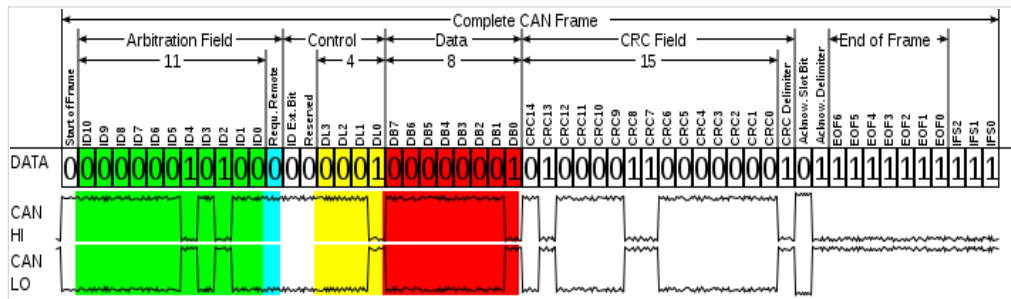 Complete CAN Frame
Arbitration Field
Control
Data
CRC Field
End of Frame
11
4
8
15
Start of Frame
ID10
ID9
ID8
ID7
ID6
ID5
ID4
ID3
ID2
ID1
ID0
Requ. Remote
ID Ext. Bit
Reserved
DL3
DL2
DL1
DL0
DB7
DB6
DB5
DB4
DB3
DB2
DB1
DB0
CRC14
CRC13
CRC12
CRC11
CRC10
CRC9
CRC8
CRC7
CRC6
CRC5
CRC4
CRC3
CRC2
CRC1
CRC0
CRC Delimiter
Acknow. Slot Bit
Acknow. Delimiter
EOF6
EOF5
EOF4
EOF3
EOF2
EOF1
EOF0
IFS2
IFS1
IFS0
DATA 0 0 0 0 0 0 0 1 0 1 0 0 0 0 0 0 0 0 1 0 0 0 0 0 0 0 1 0 1 0 0 0 0 1 1 0 0 0 0 0 0 0 1 0 1 1 1 1 1 1 1 1 1 1 1
CAN
HI
CAN
LO